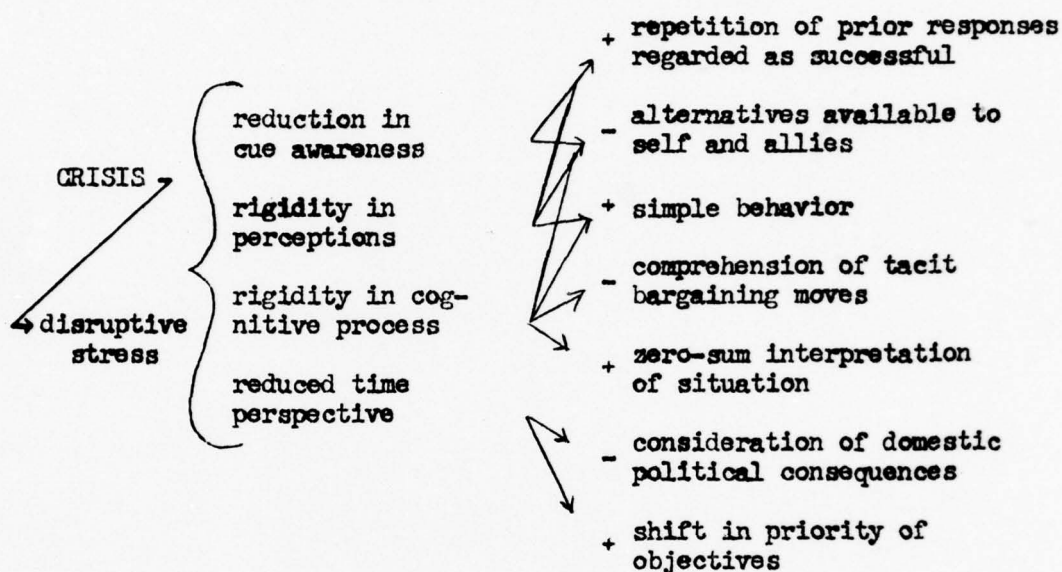 CRISIS
disruptive
stress
reduction in
cue awareness
rigidity in
perceptions
rigidity in cog-
nitive process
reduced time
perspective
+ repetition of prior responses
regarded as successful
- alternatives available to
self and allies
+ simple behavior
- comprehension of tacit
bargaining moves
+ zero-sum interpretation
of situation
- consideration of domestic
political consequences
+ shift in priority of
objectives